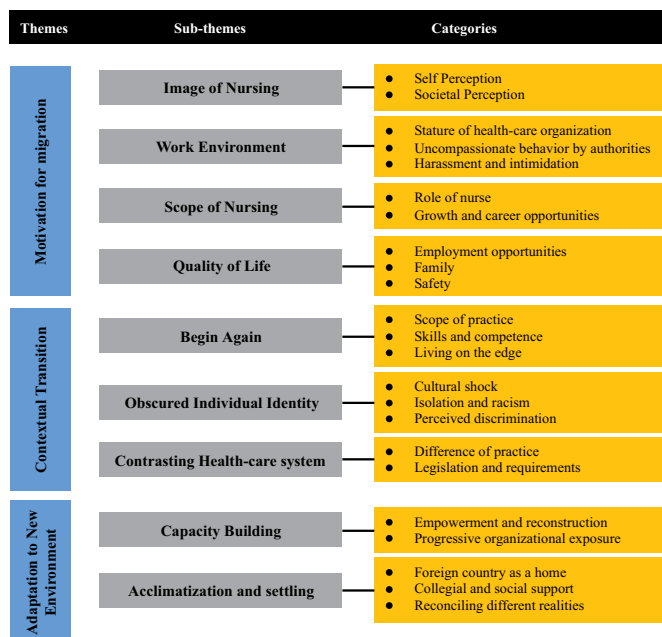 Themes Sub-themes Categories
Motivation for migration
Image of Nursing
● Self Perception
● Societal Perception
Work Environment
● Stature of health-care organization
● Uncompassionate behavior by authorities
● Harassment and intimidation
Scope of Nursing
● Role of nurse
● Growth and career opportunities
Quality of Life
● Employment opportunities
● Family
● Safety
Contextual Transition
Begin Again
● Scope of practice
● Skills and competence
● Living on the edge
Obscured Individual Identity
● Cultural shock
● Isolation and racism
● Perceived discrimination
Contrasting Health-care system
● Difference of practice
● Legislation and requirements
Adaptation to New
Environment
Capacity Building
● Empowerment and reconstruction
● Progressive organizational exposure
Acclimatization and settling
● Foreign country as a home
● Collegial and social support
● Reconciling different realities